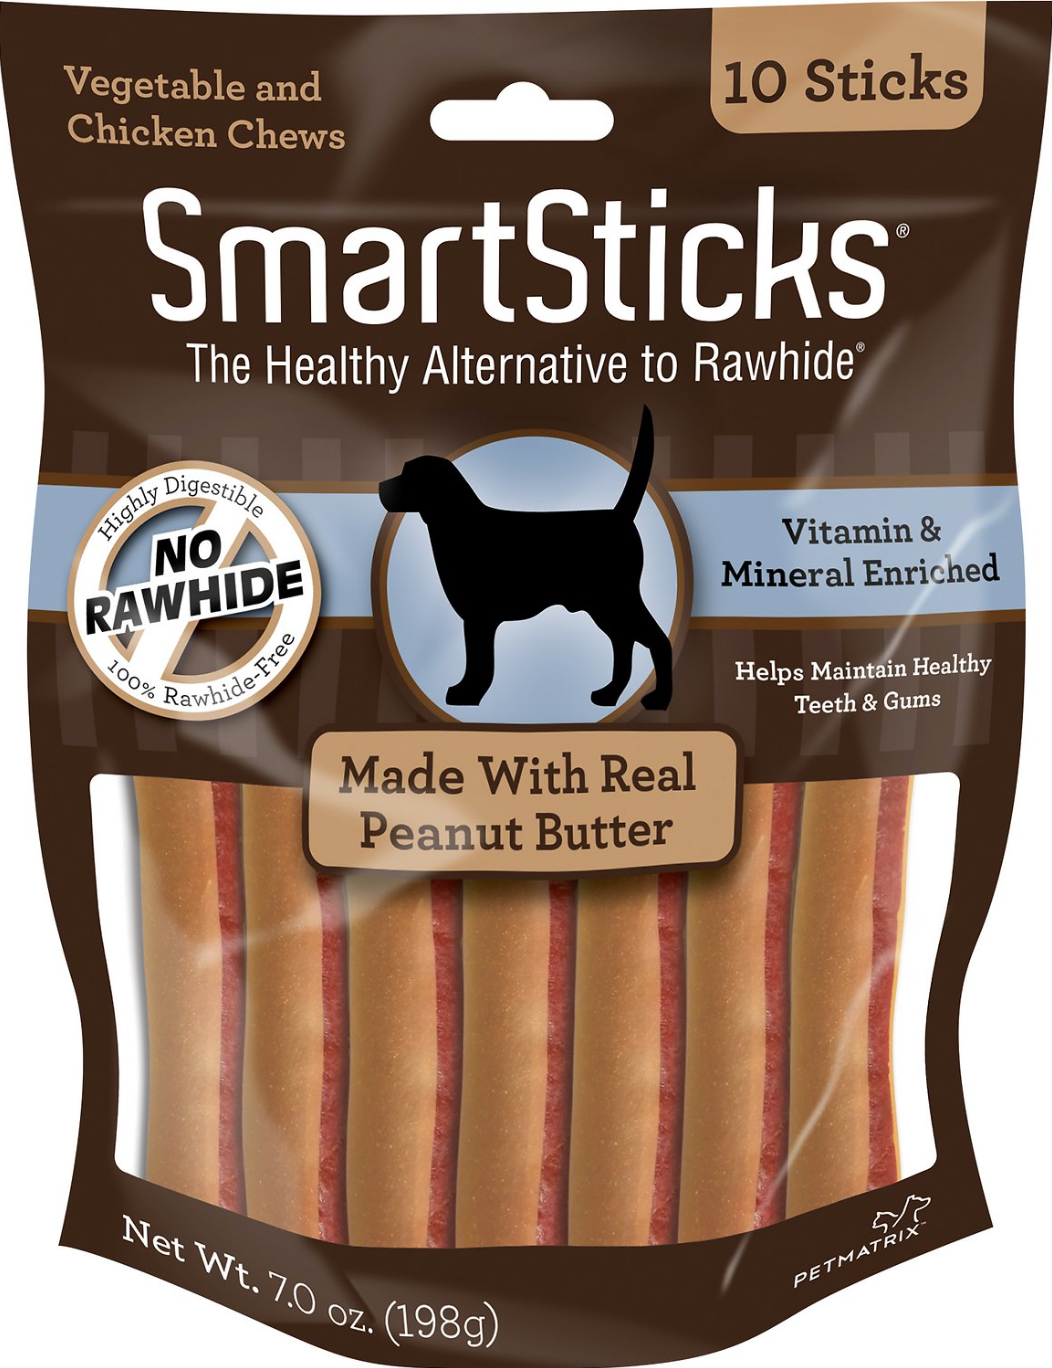 Vegetable and
Chicken Chews
10 Sticks
SmartSticks®
The Healthy Alternative to Rawhide®
Highly Digestible
NO
RAWHIDE
100% Rawhide-Free
Vitamin &
Mineral Enriched
Helps Maintain Healthy
Teeth & Gums
Made With Real
Peanut Butter
Net Wt. 7.0 oz. (198g)
PETMATRIX™